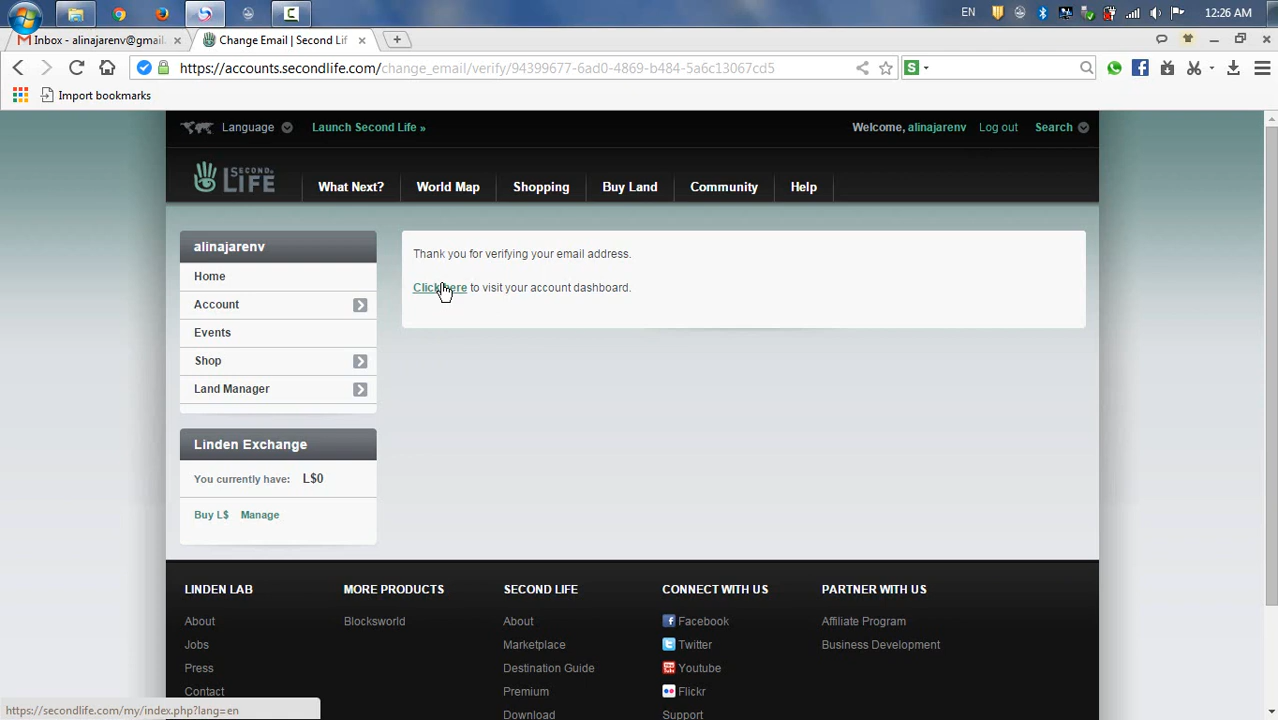 EN 12:26 AM
Inbox - alinajarenv@gmail. Change Email | Second Lif
https://accounts.secondlife.com/change_email/verify/94399677-6ad0-4869-b484-5a6c13067cd5
Import bookmarks
Language Launch Second Life » Welcome, alinajarenv Log out Search
SECOND LIFE What Next? World Map Shopping Buy Land Community Help
alinajarenv
Home
Account
Events
Shop
Land Manager
Thank you for verifying your email address.
Click here to visit your account dashboard.
Linden Exchange
You currently have: L$0
Buy L$ Manage
LINDEN LAB
About
Jobs
Press
Contact
MORE PRODUCTS
Blocksworld
SECOND LIFE
About
Marketplace
Destination Guide
Premium
Download
CONNECT WITH US
Facebook
Twitter
Youtube
Flickr
Support
PARTNER WITH US
Affiliate Program
Business Development
https://secondlife.com/my/index.php?lang=en